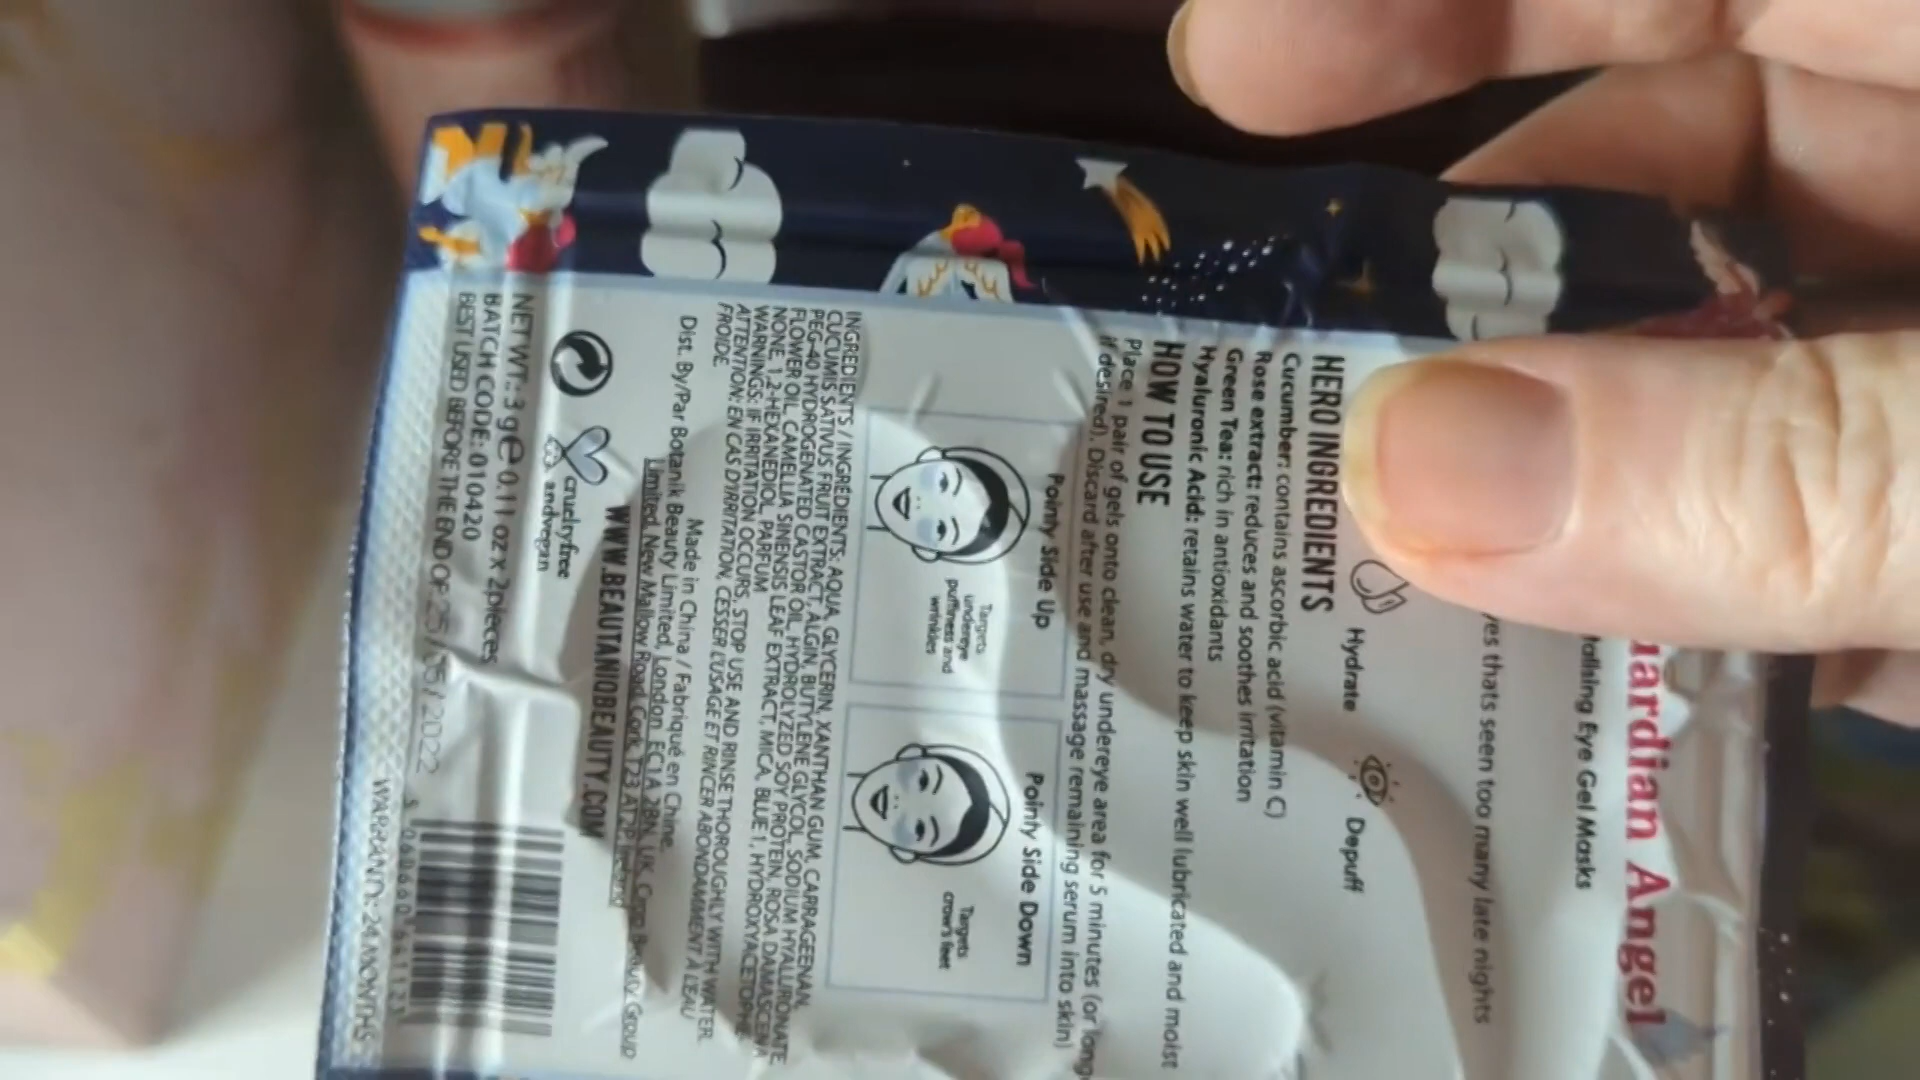 ardian Angel
Eye Gel Masks
thats seen too many late nights
Hydrate
Depuff
HERO INGREDIENTS
Cucumber: contains ascorbic acid (vitamin C)
Rose extract: reduces and soothes irritation
Green Tea: rich in antioxidants
Hyaluronic Acid: retains water to keep skin well lubricated and moist
HOW TO USE
Place 1 pair of gels onto clean, dry undereye area for 5 minutes (or long
if desired). Discard after use and massage remaining serum into skin)
Pointy Side Up
Targets
undereye
puffiness and
wrinkles
Pointy Side Down
Targets
crow's feet
INGREDIENTS / INGRÉDIENTS: AQUA, GLYCERIN, XANTHAN GUM, CARRAGEENAN,
CUCUMIS SATIVUS FRUIT EXTRACT, ALGIN, BUTYLENE GLYCOL, SODIUM HYALURONATE,
PEG-40 HYDROGENATED CASTOR OIL, HYDROLYZED SOY PROTEIN, ROSA DAMASCENA
FLOWER OIL, CAMELLIA SINENSIS LEAF EXTRACT, MICA, BLUE 1, HYDROXYACETOPHE
NONE, 1,2-HEXANEDIOL, PARFUM
WARNINGS: IF IRRITATION OCCURS, STOP USE AND RINSE THOROUGHLY WITH WATER.
ATTENTION: EN CAS D'IRRITATION, CESSER L'USAGE ET RINCER ABONDAMMENT À L'EAU
FROIDE.
Made in China / Fabriqué en Chine.
Dist. By/Par Botanik Beauty Limited, London, EC1A 2BN, UK. Beauty Group
Limited, New Mallow Road, Cork, T23 AT2P, Ireland
WWW.BEAUTANIQBEAUTY.COM
crueltyfree
andvegan
NET WT: 3 g e 0.11 oz x 2pieces
BATCH CODE: 010420
BEST USED BEFORE THE END OF 25/05/2022
5 060660 941123
WARRANTY: 24 MONTHS